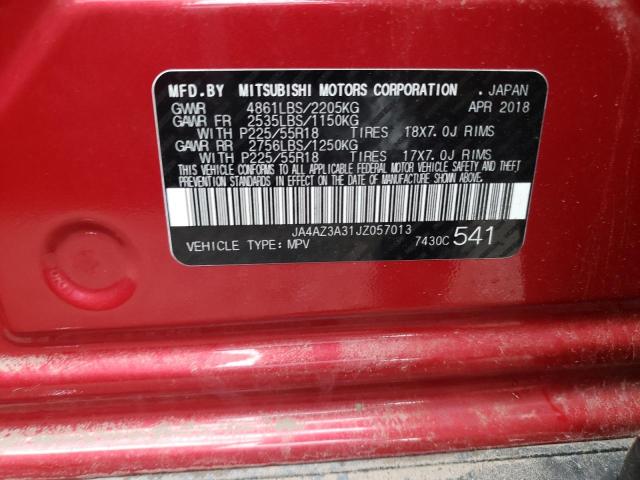 MFD.BY MITSUBISHI MOTORS CORPORATION . JAPAN
GVWR 4861LBS/2205KG APR 2018
GAWR FR 2535LBS/1150KG
WITH P225/55R18 TIRES 18X7.0J RIMS
GAWR RR 2756LBS/1250KG
WITH P225/55R18 TIRES 17X7.0J RIMS
THIS VEHICLE CONFORMS TO ALL APPLICABLE FEDERAL MOTOR VEHICLE SAFETY AND THEFT
PREVENTION STANDARDS IN EFFECT ON THE DATE OF MANUFACTURE SHOWN ABOVE.
JA4AZ3A31JZ057013
VEHICLE TYPE: MPV 7430C 541